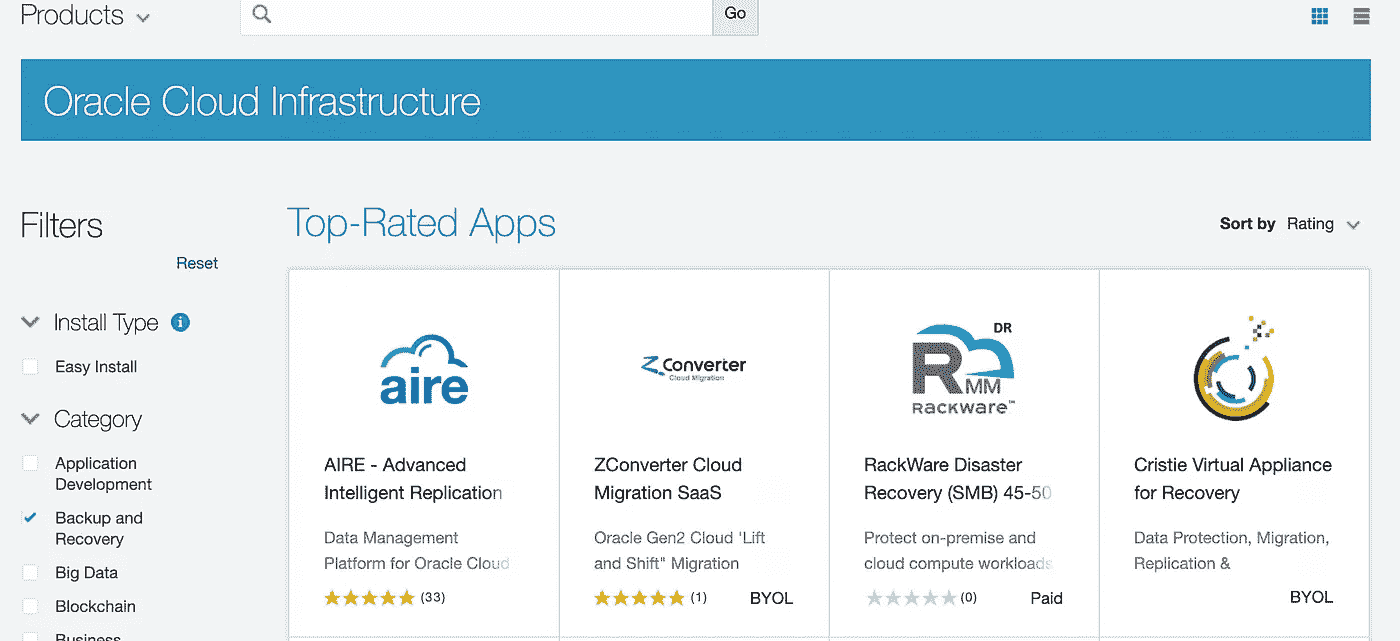 Products
Go
Oracle Cloud Infrastructure
Filters
Reset
Install Type
Easy Install
Category
Application
Development
Backup and
Recovery
Big Data
Blockchain
Business
Top-Rated Apps
Sort by Rating
aire
AIRE - Advanced
Intelligent Replication
Data Management
Platform for Oracle Cloud
(33)
ZConverter
Cloud Migration
ZConverter Cloud
Migration SaaS
Oracle Gen2 Cloud 'Lift
and Shift" Migration
(1) BYOL
DR
RMM
RACKWARE™
RackWare Disaster
Recovery (SMB) 45-50
Protect on-premise and
cloud compute workloads
(0) Paid
Cristie Virtual Appliance
for Recovery
Data Protection, Migration,
Replication &
BYOL